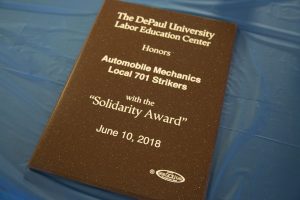 The DePaul University
Labor Education Center
Honors
Automobile Mechanics
Local 701 Strikers
with the
"Solidarity Award"
June 10, 2018